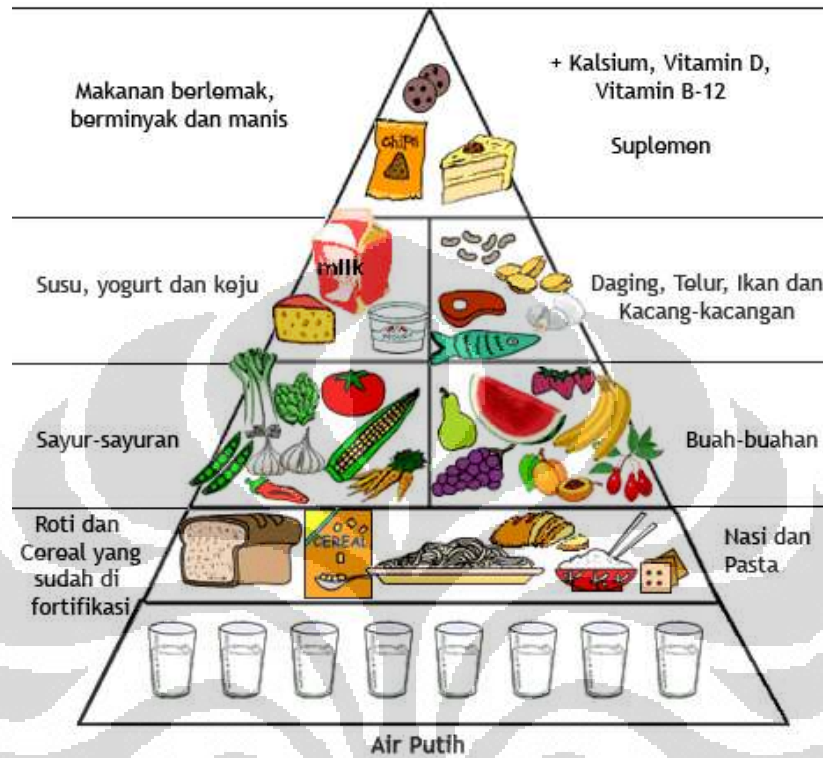 Makanan berlemak,
berminyak dan manis
+ Kalsium, Vitamin D,
Vitamin B-12
Suplemen
chips
Susu, yogurt dan keju
milk
YOGURT
Daging, Telur, Ikan dan
Kacang-kacangan
Sayur-sayuran
Buah-buahan
Roti dan
Cereal yang
sudah di
fortifikasi
CEREAL
Nasi dan
Pasta
Air Putih